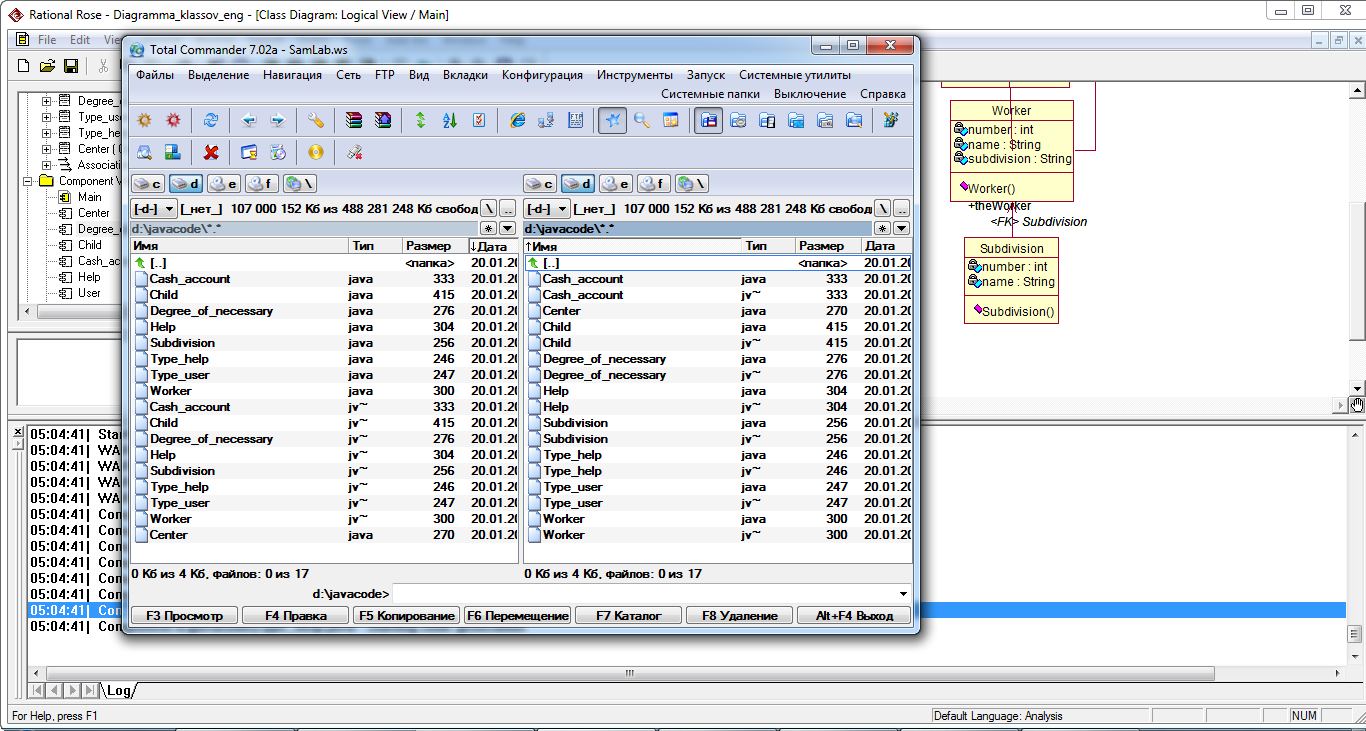 Rational Rose - Diagramma_klassov_eng - [Class Diagram: Logical View / Main]
File Edit
Total Commander 7.02a - SamLab.ws
Файлы Выделение Навигация Сеть FTP Вид Вкладки Конфигурация Инструменты Запуск Системные утилиты
Системные папки Выключение Справка
Center (
Component
Main
Center
Child
Help
User
c d e f \
c d e f \
[-d-] [_нет_] 107 000 152 Кб из 488 281 248 Кб свобод \ ..
[-d-] [_нет_] 107 000 152 Кб из 488 281 248 Кб свобод \ ..
d:\javacode\*.* *
d:\javacode\*.* *
Имя Тип Размер ↓Дата
[..] <папка> 20.01.20
Cash_account java 333 20.01.20
Child java 415 20.01.20
Degree_of_necessary java 276 20.01.20
Help java 304 20.01.20
Subdivision java 256 20.01.20
Type_help java 246 20.01.20
Type_user java 247 20.01.20
Worker java 300 20.01.20
Cash_account jv~ 333 20.01.20
Child jv~ 415 20.01.20
Degree_of_necessary jv~ 276 20.01.20
Help jv~ 304 20.01.20
Subdivision jv~ 256 20.01.20
Type_help jv~ 246 20.01.20
Type_user jv~ 247 20.01.20
Worker jv~ 300 20.01.20
Center java 270 20.01.20
0 Кб из 4 Кб, файлов: 0 из 17
↑Имя Тип Размер Дата
[..] <папка> 20.01.20
Cash_account java 333 20.01.20
Cash_account jv~ 333 20.01.20
Center java 270 20.01.20
Child java 415 20.01.20
Child jv~ 415 20.01.20
Degree_of_necessary java 276 20.01.20
Degree_of_necessary jv~ 276 20.01.20
Help java 304 20.01.20
Help jv~ 304 20.01.20
Subdivision java 256 20.01.20
Subdivision jv~ 256 20.01.20
Type_help java 246 20.01.20
Type_help jv~ 246 20.01.20
Type_user java 247 20.01.20
Type_user jv~ 247 20.01.20
Worker java 300 20.01.20
Worker jv~ 300 20.01.20
0 Кб из 4 Кб, файлов: 0 из 17
d:\javacode>
F3 Просмотр F4 Правка F5 Копирование F6 Перемещение F7 Каталог F8 Удаление Alt+F4 Выход
Worker
number : int
name : String
subdivision : String
Worker()
+theWorker
<FK> Subdivision
Subdivision
number : int
name : String
Subdivision()
05:04:41| Star
05:04:41| WA
05:04:41| WA
05:04:41| WA
05:04:41| WA
05:04:41| Con
05:04:41| Con
05:04:41| Con
05:04:41| Con
05:04:41| Con
05:04:41| Con
05:04:41| Con
05:04:41| Con
Log
For Help, press F1
Default Language: Analysis
NUM